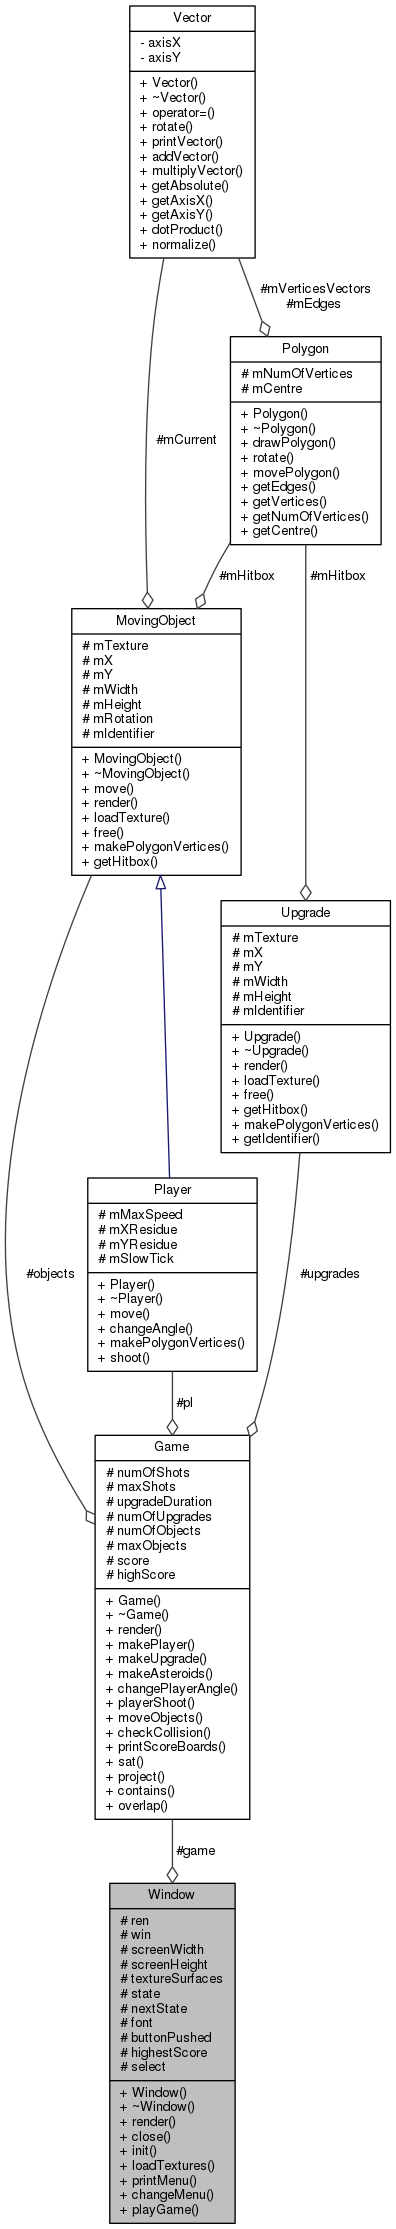 Vector
- axisX
- axisY
+ Vector()
+ ~Vector()
+ operator=()
+ rotate()
+ printVector()
+ addVector()
+ multiplyVector()
+ getAbsolute()
+ getAxisX()
+ getAxisY()
+ dotProduct()
+ normalize()
#mVerticesVectors
#mEdges
Polygon
# mNumOfVertices
# mCentre
+ Polygon()
+ ~Polygon()
+ drawPolygon()
+ rotate()
+ movePolygon()
+ getEdges()
+ getVertices()
+ getNumOfVertices()
+ getCentre()
#mCurrent
#mHitbox
#mHitbox
MovingObject
# mTexture
# mX
# mY
# mWidth
# mHeight
# mRotation
# mIdentifier
+ MovingObject()
+ ~MovingObject()
+ move()
+ render()
+ loadTexture()
+ free()
+ makePolygonVertices()
+ getHitbox()
Upgrade
# mTexture
# mX
# mY
# mWidth
# mHeight
# mIdentifier
+ Upgrade()
+ ~Upgrade()
+ render()
+ loadTexture()
+ free()
+ getHitbox()
+ makePolygonVertices()
+ getIdentifier()
Player
# mMaxSpeed
# mXResidue
# mYResidue
# mSlowTick
+ Player()
+ ~Player()
+ move()
+ changeAngle()
+ makePolygonVertices()
+ shoot()
#objects
#upgrades
#pl
Game
# numOfShots
# maxShots
# upgradeDuration
# numOfUpgrades
# numOfObjects
# maxObjects
# score
# highScore
+ Game()
+ ~Game()
+ render()
+ makePlayer()
+ makeUpgrade()
+ makeAsteroids()
+ changePlayerAngle()
+ playerShoot()
+ moveObjects()
+ checkCollision()
+ printScoreBoards()
+ sat()
+ project()
+ contains()
+ overlap()
#game
Window
# ren
# win
# screenWidth
# screenHeight
# textureSurfaces
# state
# nextState
# font
# buttonPushed
# highestScore
# select
+ Window()
+ ~Window()
+ render()
+ close()
+ init()
+ loadTextures()
+ printMenu()
+ changeMenu()
+ playGame()